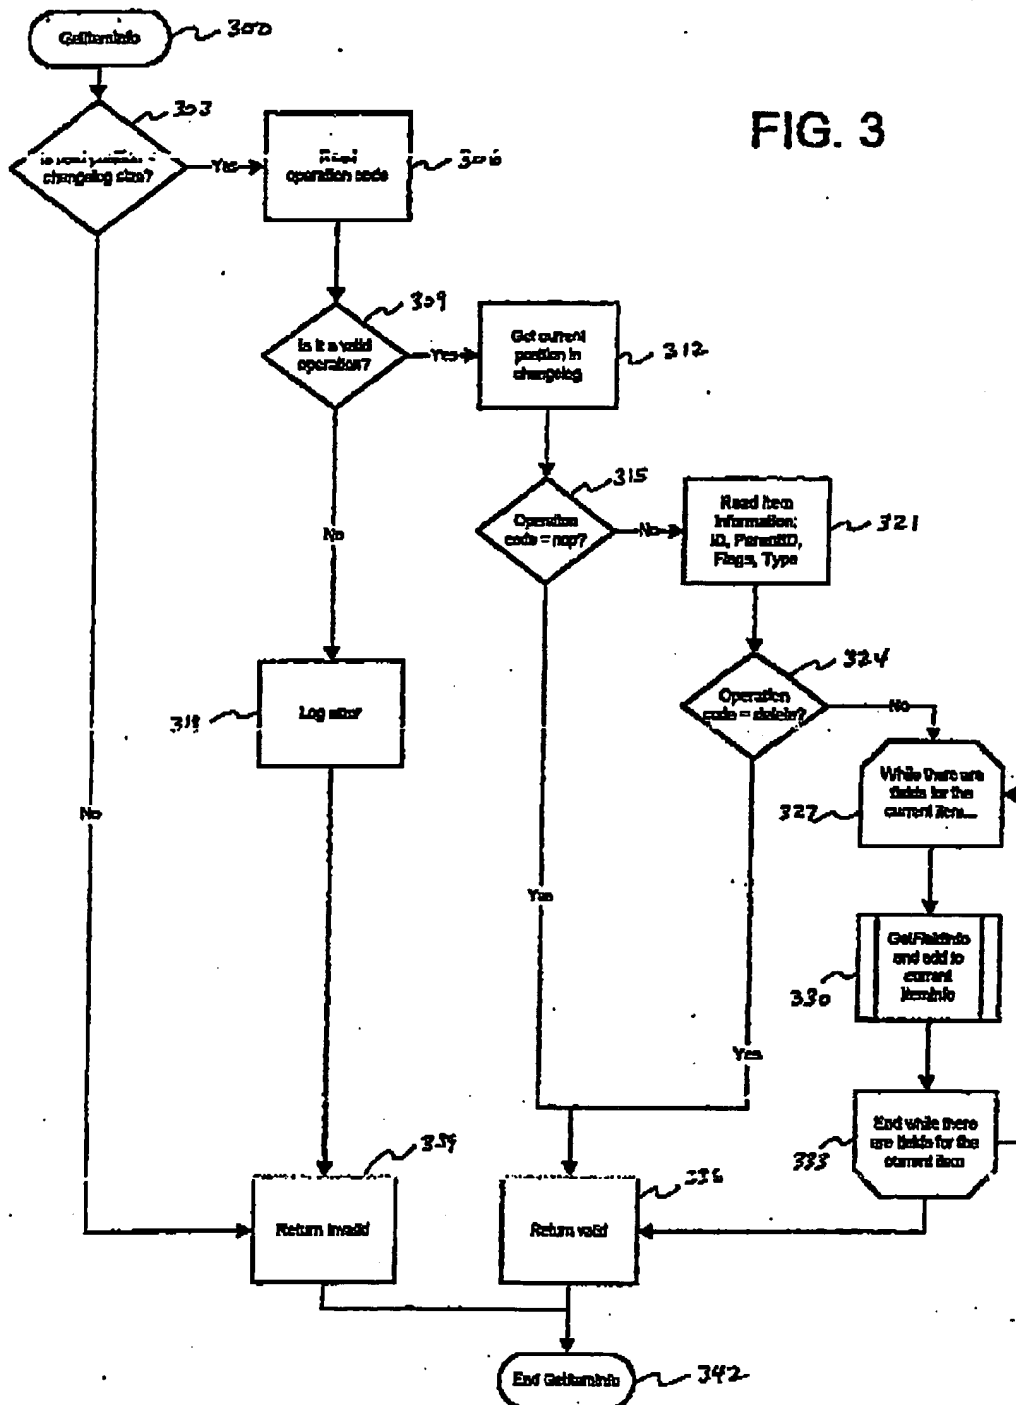 GetItemInfo
300
FIG. 3
303
changelog size?
Yes
operation code
309
Is it a valid
operation?
Yes
Get current
position in
changelog
312
No
315
Operation
code = nop?
No
Read item
information:
ID, ParentID,
Flags, Type
321
Log error
324
Operation
code = delete?
No
While there are
fields for the
current item...
327
No
Yes
GetFieldInfo
and add to
current
ItemInfo
330
Yes
End while there
are fields for the
current item
333
Return invalid
Return valid
End GetItemInfo
342